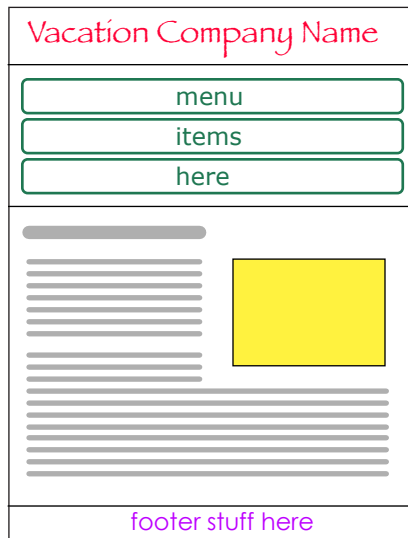 Vacation Company Name
menu
items
here
footer stuff here